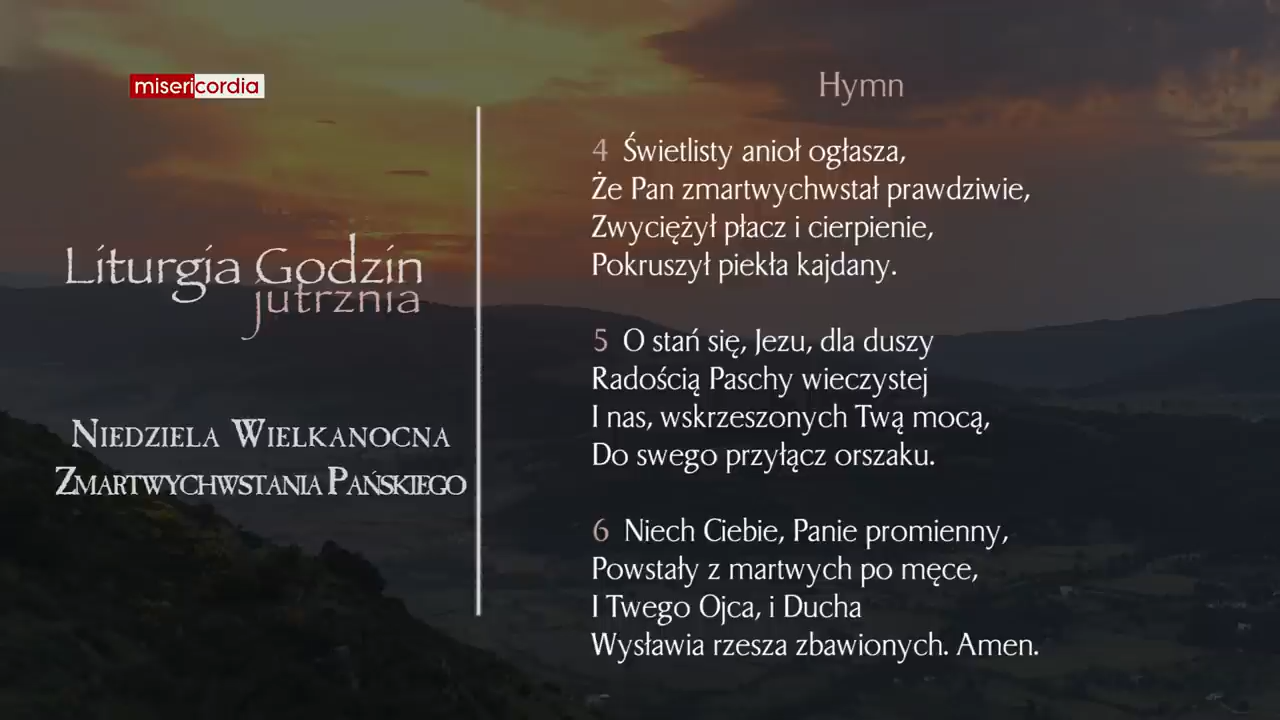 misericordia
Liturgia Godzin
jutrznia
Niedziela Wielkanocna
Zmartwychwstania Pańskiego
Hymn
4 Świetlisty anioł ogłasza,
Że Pan zmartwychwstał prawdziwie,
Zwyciężył płacz i cierpienie,
Pokruszył piekła kajdany.
5 O stań się, Jezu, dla duszy
Radością Paschy wieczystej
I nas, wskrzeszonych Twą mocą,
Do swego przyłącz orszaku.
6 Niech Ciebie, Panie promienny,
Powstały z martwych po męce,
I Twego Ojca, i Ducha
Wysławia rzesza zbawionych. Amen.